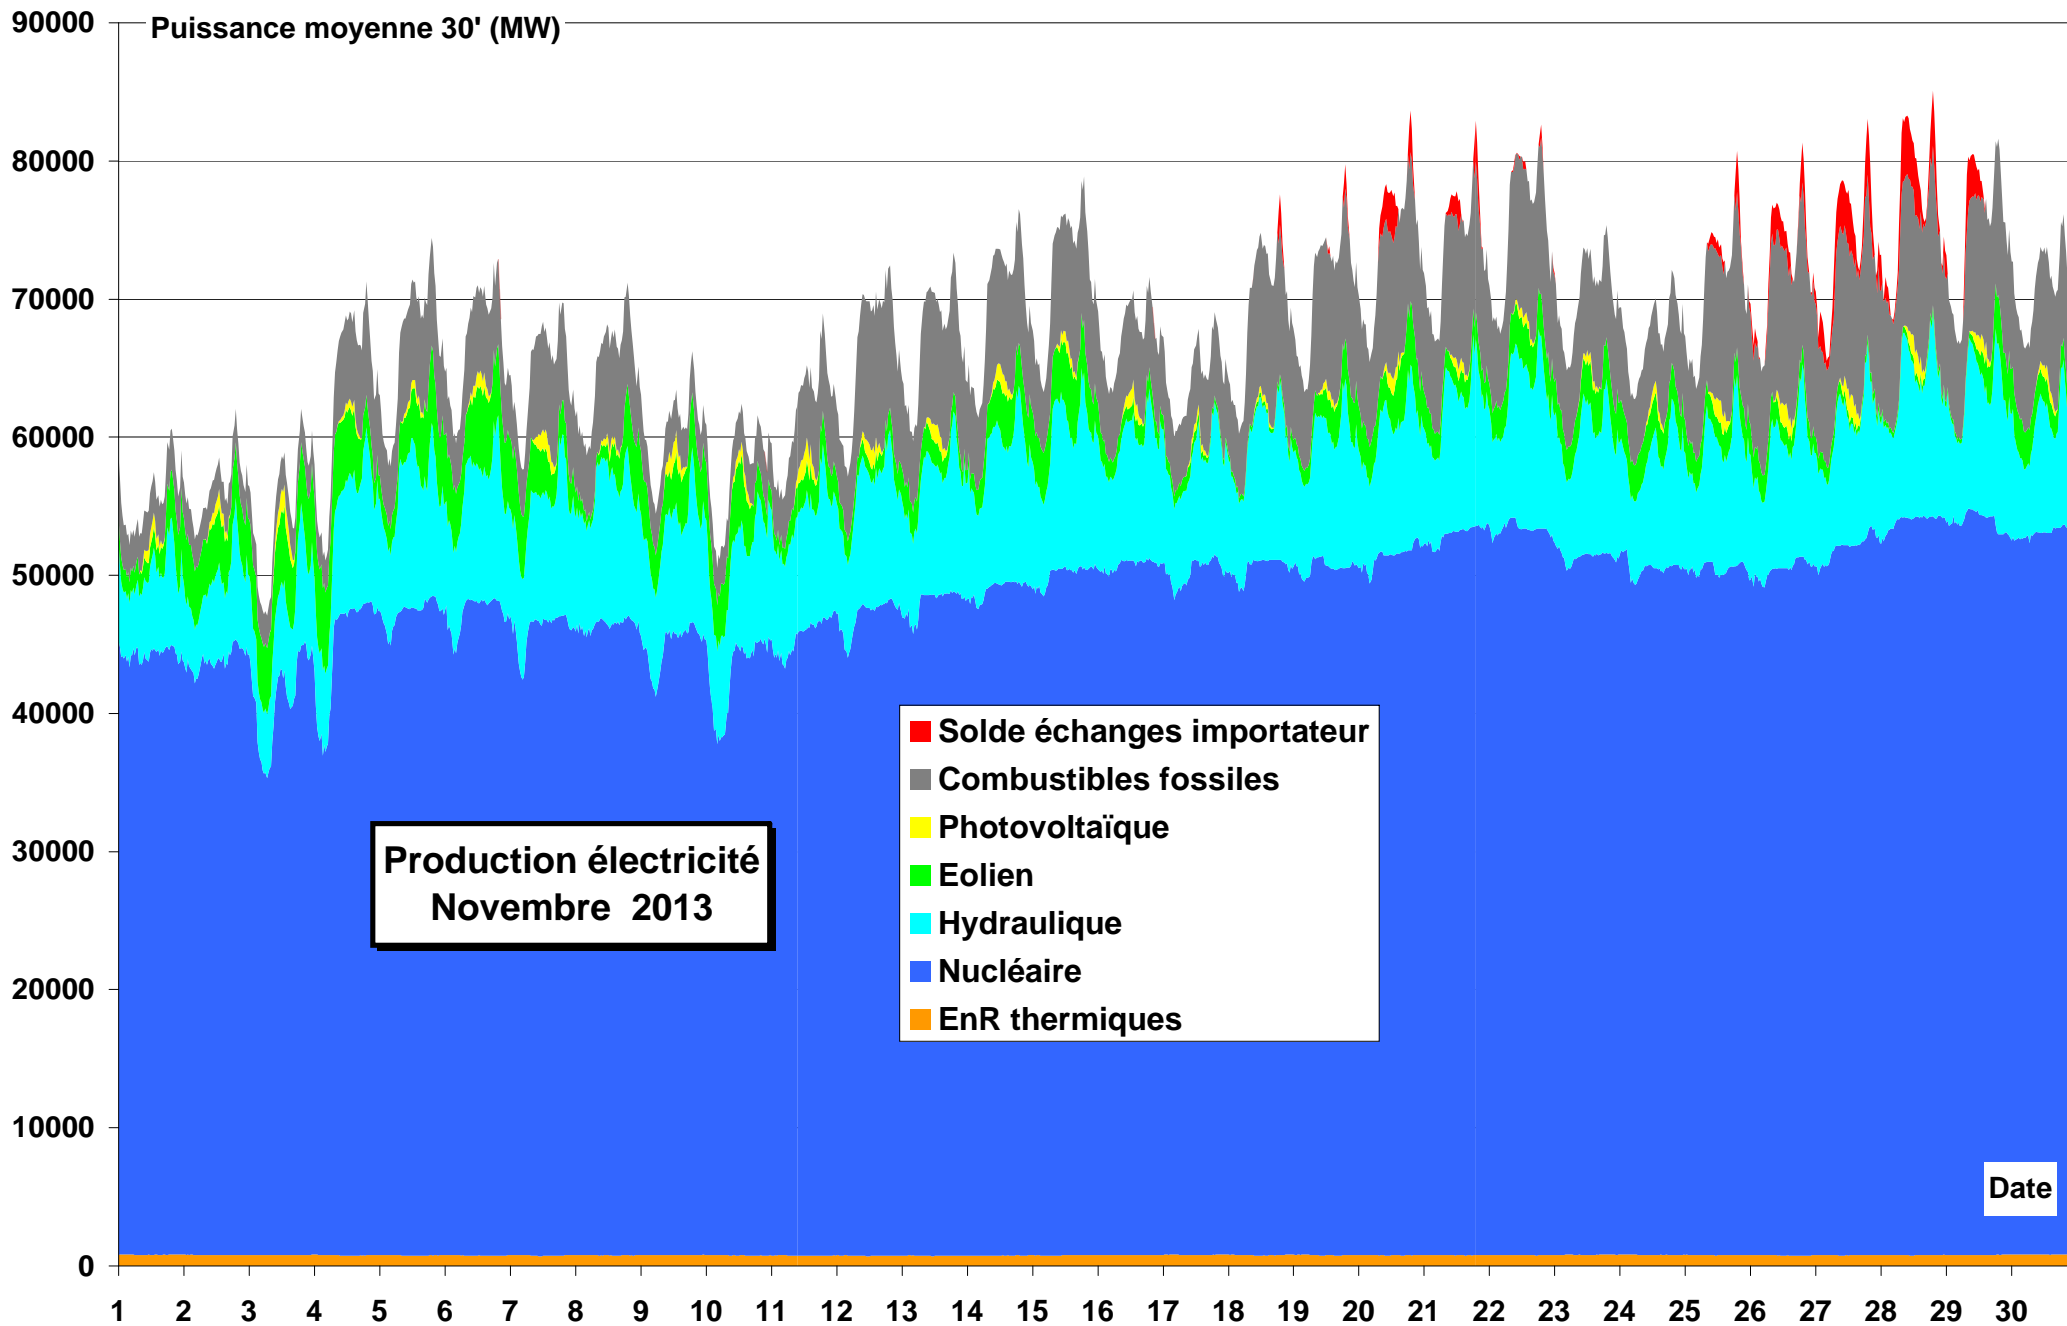 Puissance moyenne 30' (MW)
90000
80000
70000
60000
50000
40000
30000
20000
10000
0
Solde échanges importateur
Combustibles fossiles
Photovoltaïque
Eolien
Hydraulique
Nucléaire
EnR thermiques
Production électricité
Novembre 2013
Date
1 2 3 4 5 6 7 8 9 10 11 12 13 14 15 16 17 18 19 20 21 22 23 24 25 26 27 28 29 30